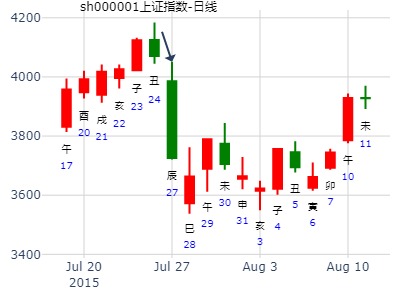 sh000001上证指数-日线
4200
4000
3800
3600
3400
午
17
酉
20
戌
21
亥
22
子
23
丑
24
辰
27
巳
28
午
29
未
30
申
31
亥
3
子
4
丑
5
寅
6
卯
7
午
10
未
11
Jul 20
2015
Jul 27
Aug 3
Aug 10